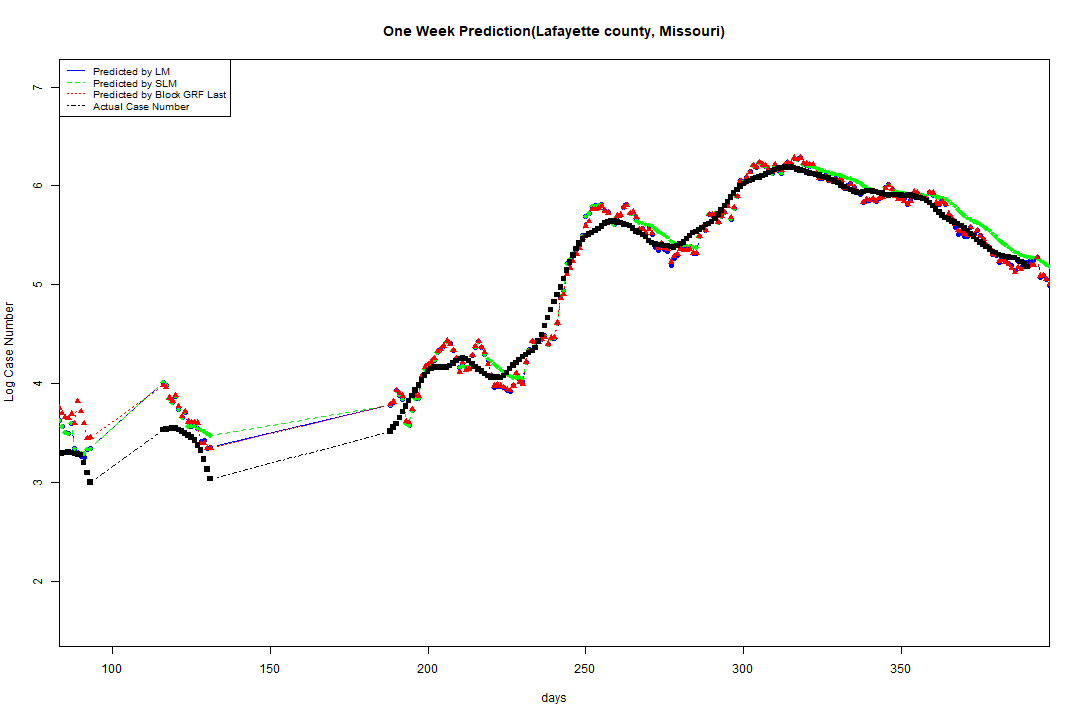 One Week Prediction(Lafayette county, Missouri)
Predicted by LM
Predicted by SLM
Predicted by Block GRF Last
Actual Case Number
7
6
5
4
3
2
Log Case Number
100 150 200 250 300 350
days